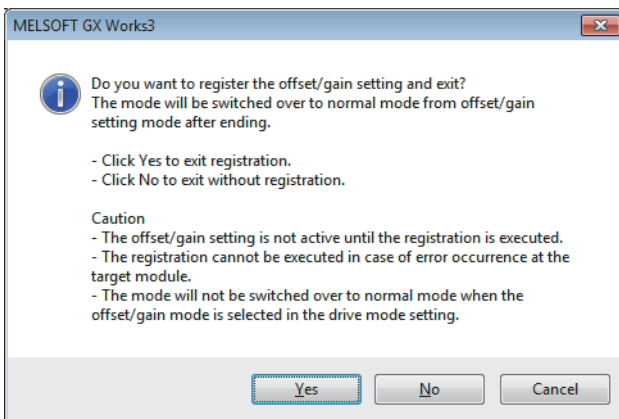 MELSOFT GX Works3
Do you want to register the offset/gain setting and exit?
The mode will be switched over to normal mode from offset/gain
setting mode after ending.
- Click Yes to exit registration.
- Click No to exit without registration.
Caution
- The offset/gain setting is not active until the registration is executed.
- The registration cannot be executed in case of error occurrence at the
target module.
- The mode will not be switched over to normal mode when the
offset/gain mode is selected in the drive mode setting.
Yes No Cancel